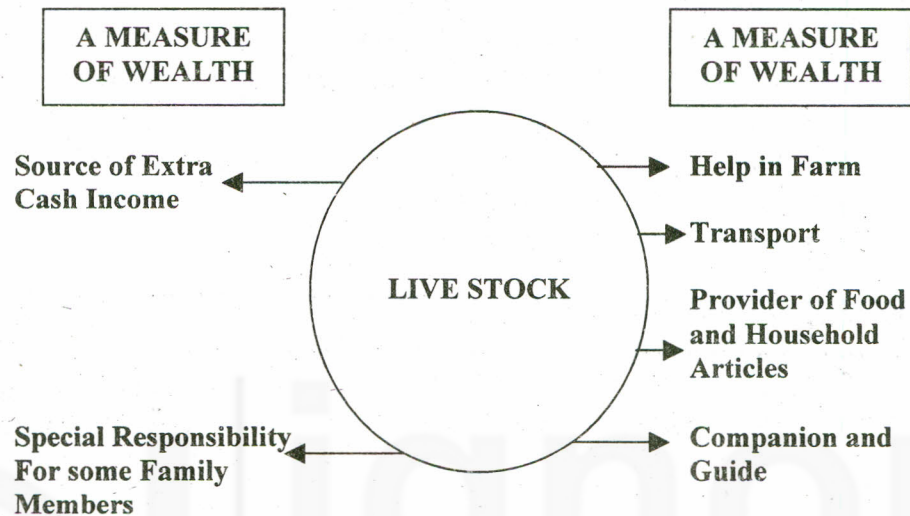 A MEASURE
OF WEALTH
A MEASURE
OF WEALTH
Source of Extra
Cash Income
Help in Farm
Transport
LIVE STOCK
Provider of Food
and Household
Articles
Special Responsibility
For some Family
Members
Companion and
Guide
ignou